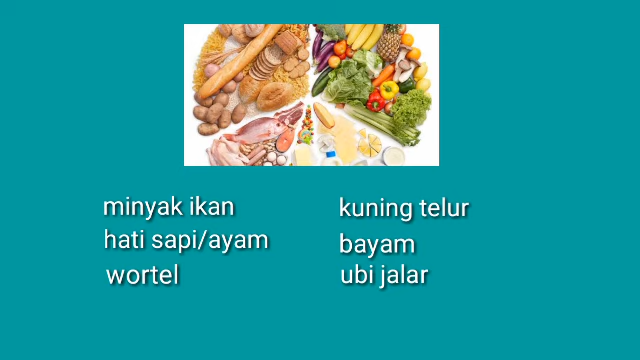 minyak ikan
hati sapi/ayam
wortel
kuning telur
bayam
ubi jalar